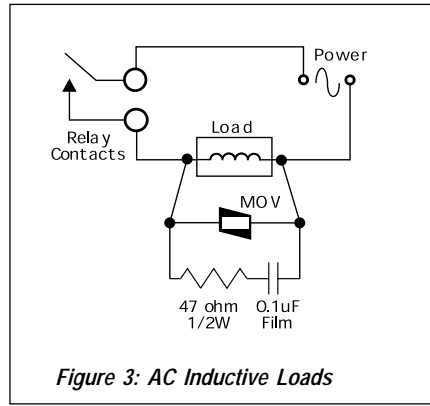 Power
Load
Relay
Contacts
MOV
47 ohm
1/2W
0.1uF
Film
Figure 3: AC Inductive Loads